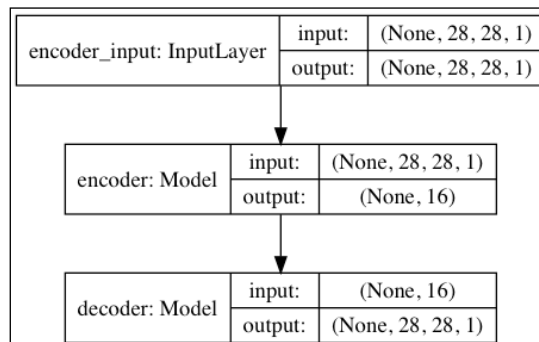 encoder_input: InputLayer
input: (None, 28, 28, 1)
output: (None, 28, 28, 1)
encoder: Model
input: (None, 28, 28, 1)
output: (None, 16)
decoder: Model
input: (None, 16)
output: (None, 28, 28, 1)